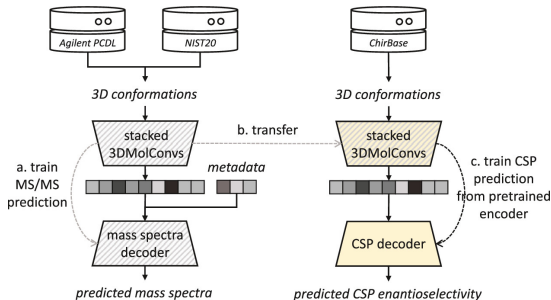 Agilent PCDL
NIST20
ChirBase
3D conformations
3D conformations
stacked
3DMolConvs
b. transfer
stacked
3DMolConvs
a. train
MS/MS
prediction
metadata
c. train CSP
prediction
from pretrained
encoder
mass spectra
decoder
CSP decoder
predicted mass spectra
predicted CSP enantioselectivity